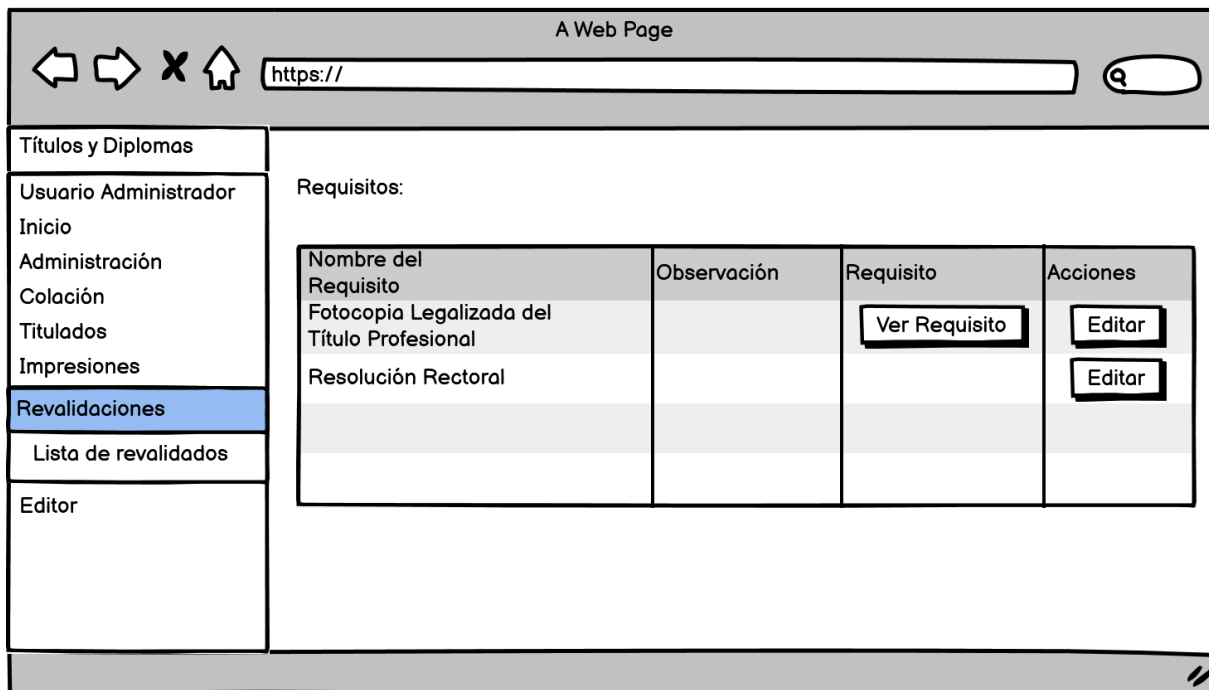 A Web Page
https://
Títulos y Diplomas
Usuario Administrador
Inicio
Administración
Colación
Titulados
Impresiones
Revalidaciones
Lista de revalidados
Editor
Requisitos:
Nombre del
Requisito
Observación
Requisito
Acciones
Fotocopia Legalizada del
Título Profesional
Ver Requisito
Editar
Resolución Rectoral
Editar